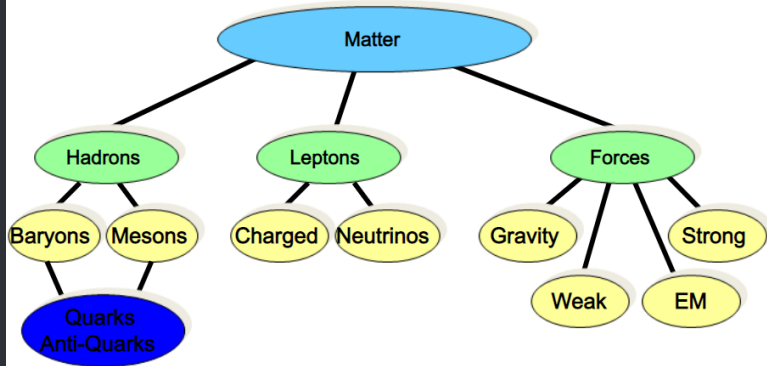 Matter
Hadrons
Leptons
Forces
Baryons
Mesons
Charged
Neutrinos
Gravity
Strong
Weak
EM
Quarks
Anti-Quarks